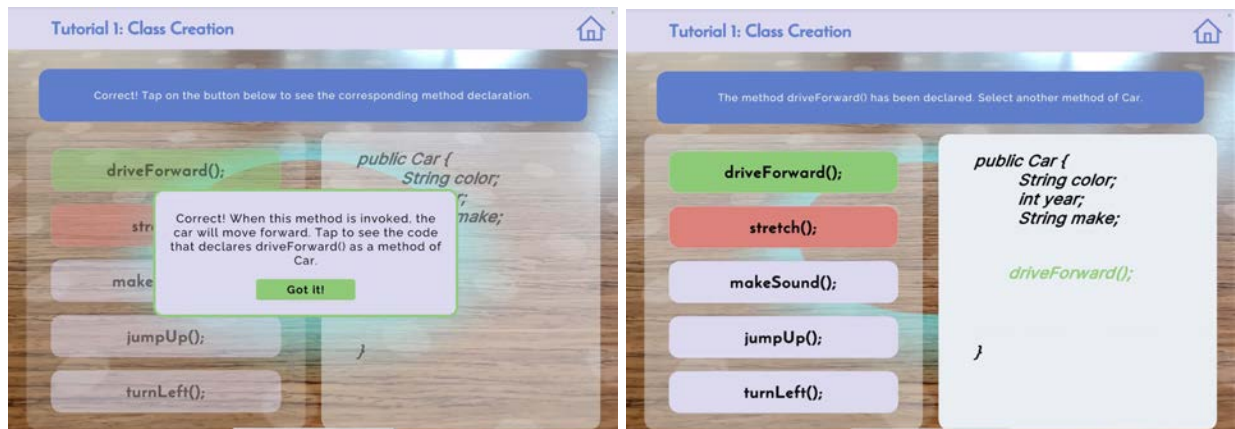 Tutorial 1: Class Creation
Correct! Tap on the button below to see the corresponding method declaration.
driveForward();
stre
make
jumpUp();
turnLeft();
public Car {
String color;
r;
make;
}
Correct! When this method is invoked, the
car will move forward. Tap to see the code
that declares driveForward() as a method of
Car.
Got it!
Tutorial 1: Class Creation
The method driveForward() has been declared. Select another method of Car.
driveForward();
stretch();
makeSound();
jumpUp();
turnLeft();
public Car {
String color;
int year;
String make;
driveForward();
}